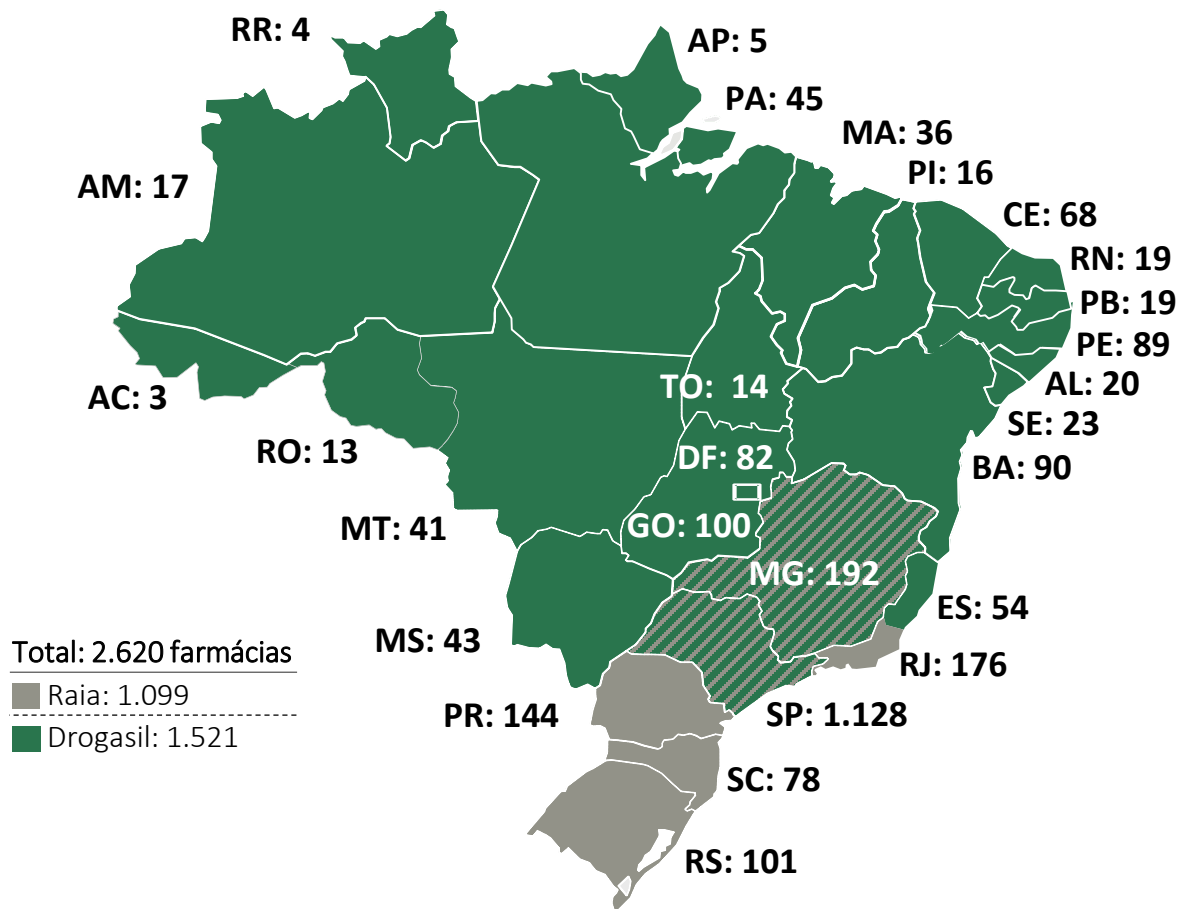 RR: 4
AP: 5
PA: 45
MA: 36
PI: 16
AM: 17
CE: 68
RN: 19
PB: 19
PE: 89
AL: 20
TO: 14
AC: 3
SE: 23
RO: 13
DF: 82
BA: 90
MT: 41
GO: 100
MG: 192
ES: 54
MS: 43
RJ: 176
Total: 2.620 farmácias
Raia: 1.099
Drogasil: 1.521
PR: 144
SP: 1.128
SC: 78
RS: 101